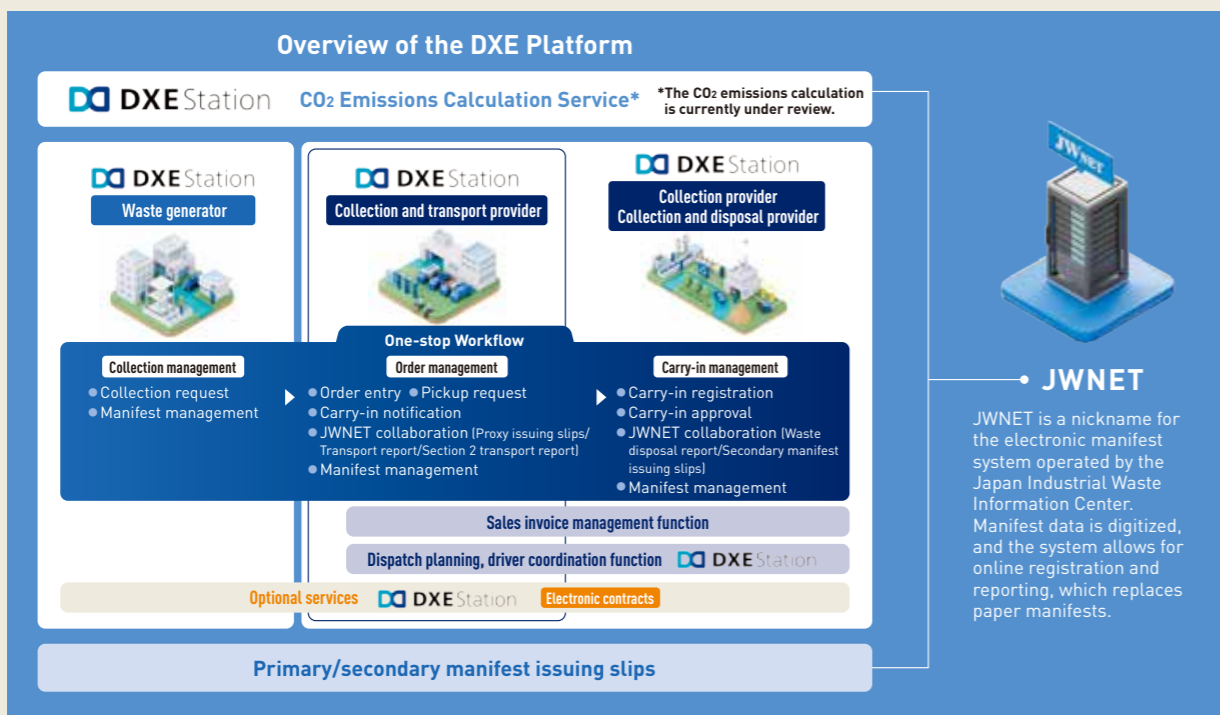 Overview of the DXE Platform
DXE Station CO2 Emissions Calculation Service* *The CO2 emissions calculation
is currently under review.
DXE Station
Waste generator
DXE Station
Collection and transport provider
DXE Station
Collection provider
Collection and disposal provider
One-stop Workflow
Collection management
● Collection request
● Manifest management
Order management
● Order entry ● Pickup request
● Carry-in notification
● JWNET collaboration (Proxy issuing slips/
Transport report/Section 2 transport report)
● Manifest management
Carry-in management
● Carry-in registration
● Carry-in approval
● JWNET collaboration (Waste
disposal report/Secondary manifest
issuing slips)
● Manifest management
Sales invoice management function
Dispatch planning, driver coordination function DXE Station
Optional services DXE Station Electronic contracts
Primary/secondary manifest issuing slips
JWNET
JWNET
JWNET is a nickname for
the electronic manifest
system operated by the
Japan Industrial Waste
Information Center.
Manifest data is digitized,
and the system allows for
online registration and
reporting, which replaces
paper manifests.